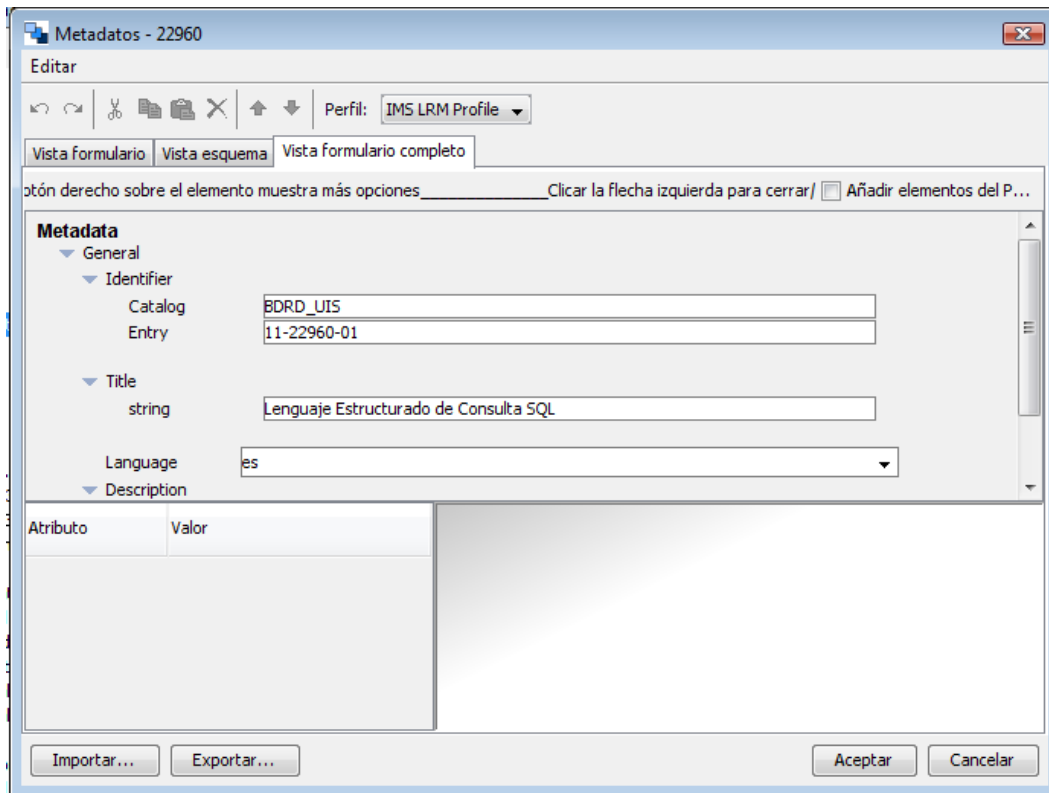 Metadatos - 22960
Editar
Perfil: IMS LRM Profile
Vista formulario Vista esquema Vista formulario completo
otón derecho sobre el elemento muestra más opciones______________Clicar la flecha izquierda para cerrar/ Añadir elementos del P...
Metadata
General
Identifier
Catalog BDRD_UIS
Entry 11-22960-01
Title
string Lenguaje Estructurado de Consulta SQL
Language es
Description
Atributo Valor
Importar... Exportar... Aceptar Cancelar